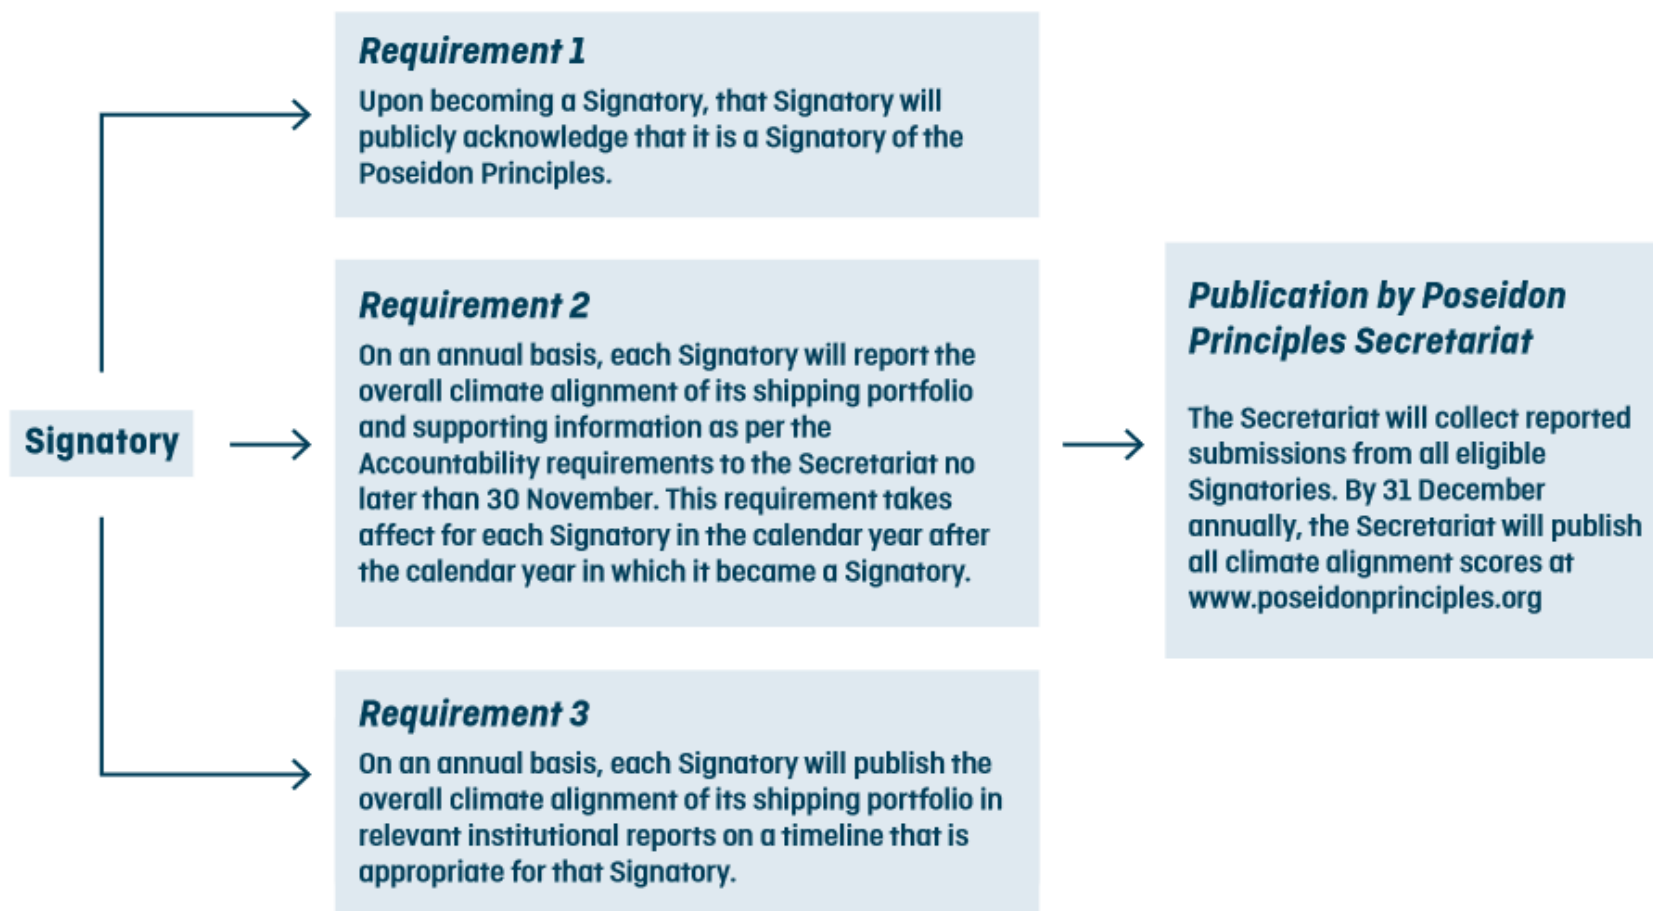 Requirement 1
Upon becoming a Signatory, that Signatory will
publicly acknowledge that it is a Signatory of the
Poseidon Principles.
Signatory
Requirement 2
On an annual basis, each Signatory will report the
overall climate alignment of its shipping portfolio
and supporting information as per the
Accountability requirements to the Secretariat no
later than 30 November. This requirement takes
affect for each Signatory in the calendar year after
the calendar year in which it became a Signatory.
Requirement 3
On an annual basis, each Signatory will publish the
overall climate alignment of its shipping portfolio in
relevant institutional reports on a timeline that is
appropriate for that Signatory.
Publication by Poseidon
Principles Secretariat
The Secretariat will collect reported
submissions from all eligible
Signatories. By 31 December
annually, the Secretariat will publish
all climate alignment scores at
www.poseidonprinciples.org